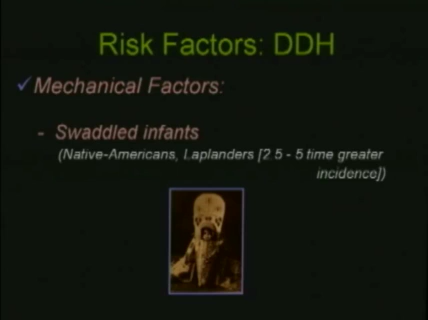 Risk Factors: DDH
✓Mechanical Factors:
- Swaddled infants
(Native-Americans, Laplanders [2.5 - 5 time greater
incidence])